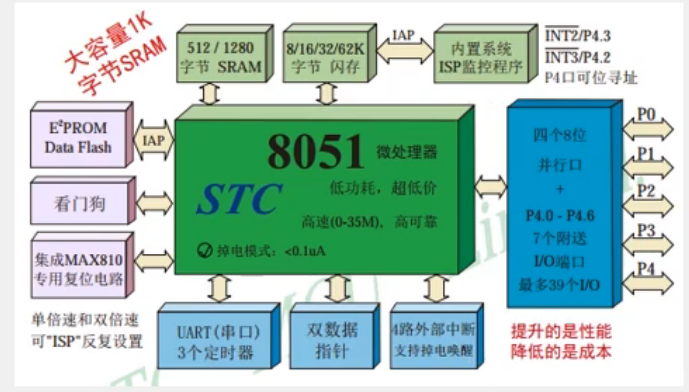 大容量1K
字节SRAM
512 / 1280
字节 SRAM
8/16/32/62K
字节 闪存
IAP
内置系统
ISP监控程序
INT2/P4.3
INT3/P4.2
P4口可位寻址
E²PROM
Data Flash
IAP
看门狗
集成MAX810
专用复位电路
单倍速和双倍速
可"ISP"反复设置
8051 微处理器
STC
低功耗，超低价
高速(0-35M)，高可靠
掉电模式：<0.1uA
四个8位
并行口
+
P4.0 - P4.6
7个附送
I/O端口
最多39个I/O
P0
P1
P2
P3
P4
UART(串口)
3个定时器
双数据
指针
4路外部中断
支持掉电唤醒
提升的是性能
降低的是成本